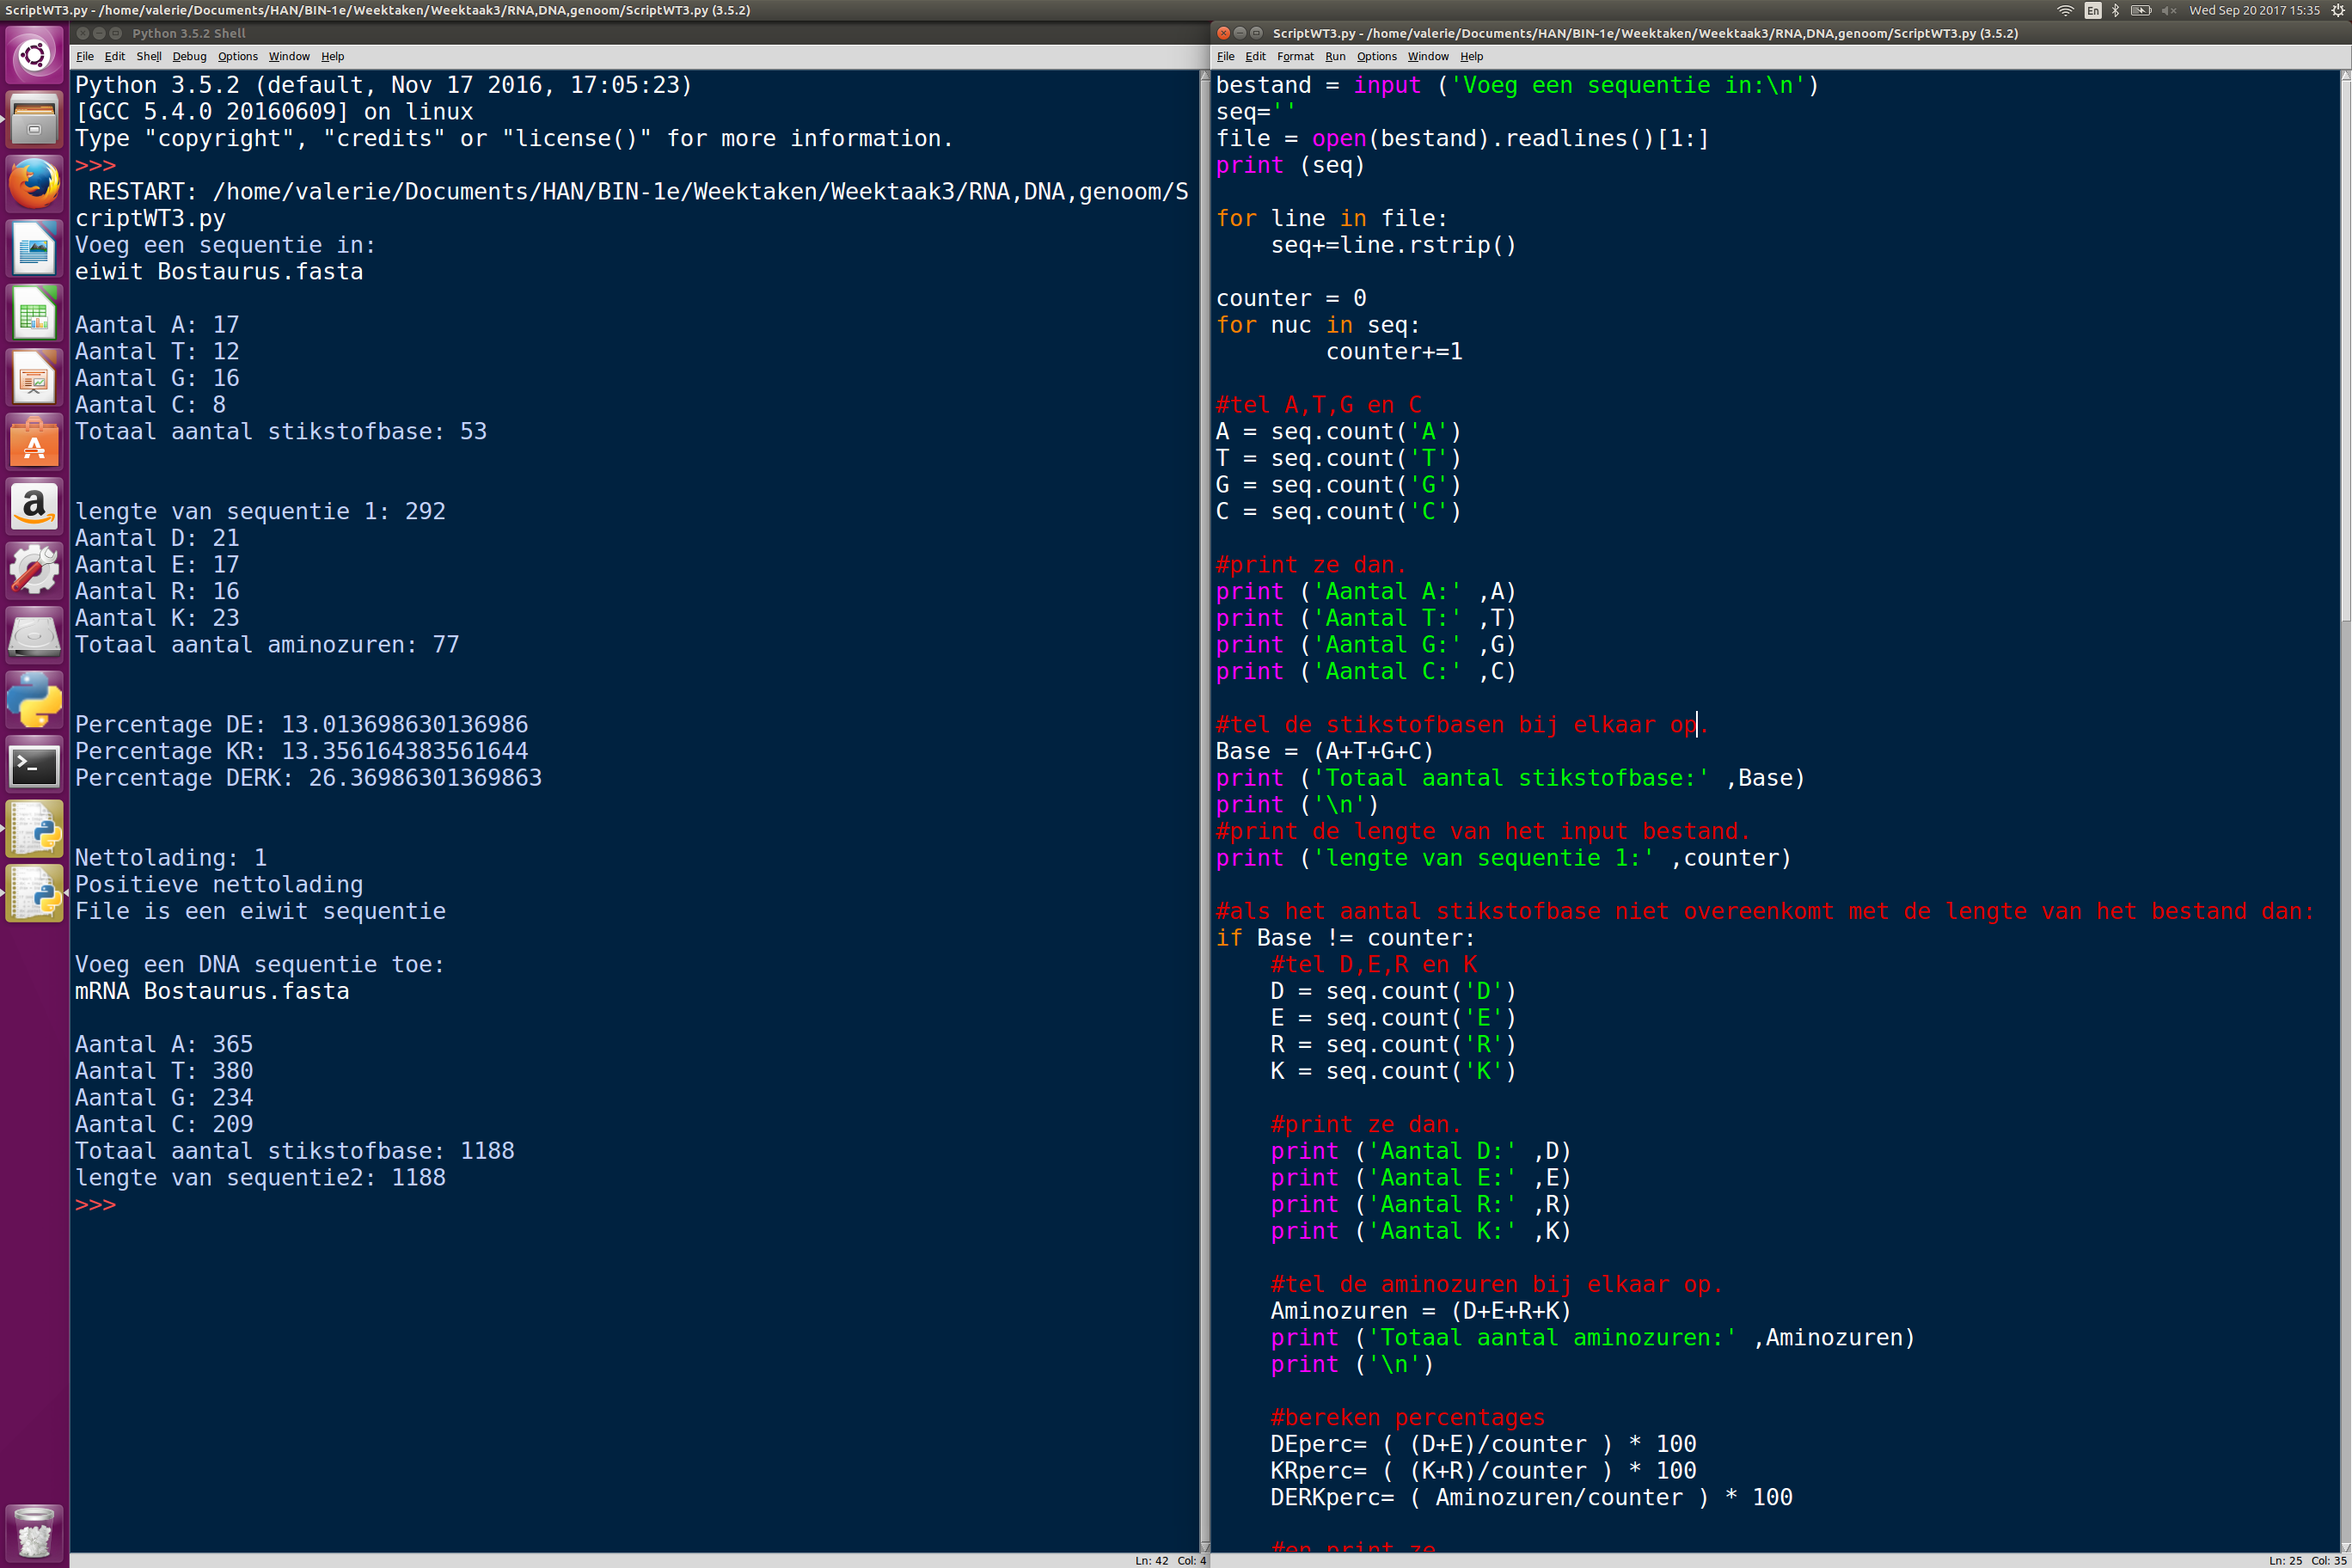 ScriptWT3.py - /home/valerie/Documents/HAN/BIN-1e/Weektaken/Weektaak3/RNA,DNA,genoom/ScriptWT3.py (3.5.2)
En
Wed Sep 20 2017 15:35
Python 3.5.2 Shell
File Edit Shell Debug Options Window Help
Python 3.5.2 (default, Nov 17 2016, 17:05:23)
[GCC 5.4.0 20160609] on linux
Type "copyright", "credits" or "license()" for more information.
>>>
 RESTART: /home/valerie/Documents/HAN/BIN-1e/Weektaken/Weektaak3/RNA,DNA,genoom/S
criptWT3.py
Voeg een sequentie in:
eiwit Bostaurus.fasta

Aantal A: 17
Aantal T: 12
Aantal G: 16
Aantal C: 8
Totaal aantal stikstofbase: 53

lengte van sequentie 1: 292
Aantal D: 21
Aantal E: 17
Aantal R: 16
Aantal K: 23
Totaal aantal aminozuren: 77

Percentage DE: 13.013698630136986
Percentage KR: 13.356164383561644
Percentage DERK: 26.36986301369863

Nettolading: 1
Positieve nettolading
File is een eiwit sequentie

Voeg een DNA sequentie toe:
mRNA Bostaurus.fasta

Aantal A: 365
Aantal T: 380
Aantal G: 234
Aantal C: 209
Totaal aantal stikstofbase: 1188
lengte van sequentie2: 1188
>>>
Ln: 42 Col: 4
ScriptWT3.py - /home/valerie/Documents/HAN/BIN-1e/Weektaken/Weektaak3/RNA,DNA,genoom/ScriptWT3.py (3.5.2)
File Edit Format Run Options Window Help
bestand = input ('Voeg een sequentie in:\n')
seq=''
file = open(bestand).readlines()[1:]
print (seq)

for line in file:
    seq+=line.rstrip()

counter = 0
for nuc in seq:
        counter+=1

#tel A,T,G en C
A = seq.count('A')
T = seq.count('T')
G = seq.count('G')
C = seq.count('C')

#print ze dan.
print ('Aantal A:' ,A)
print ('Aantal T:' ,T)
print ('Aantal G:' ,G)
print ('Aantal C:' ,C)

#tel de stikstofbasen bij elkaar op.
Base = (A+T+G+C)
print ('Totaal aantal stikstofbase:' ,Base)
print ('\n')
#print de lengte van het input bestand.
print ('lengte van sequentie 1:' ,counter)

#als het aantal stikstofbase niet overeenkomt met de lengte van het bestand dan:
if Base != counter:
    #tel D,E,R en K
    D = seq.count('D')
    E = seq.count('E')
    R = seq.count('R')
    K = seq.count('K')

    #print ze dan.
    print ('Aantal D:' ,D)
    print ('Aantal E:' ,E)
    print ('Aantal R:' ,R)
    print ('Aantal K:' ,K)

    #tel de aminozuren bij elkaar op.
    Aminozuren = (D+E+R+K)
    print ('Totaal aantal aminozuren:' ,Aminozuren)
    print ('\n')

    #bereken percentages
    DEperc= ( (D+E)/counter ) * 100
    KRperc= ( (K+R)/counter ) * 100
    DERKperc= ( Aminozuren/counter ) * 100

    #en print ze
Ln: 25 Col: 35